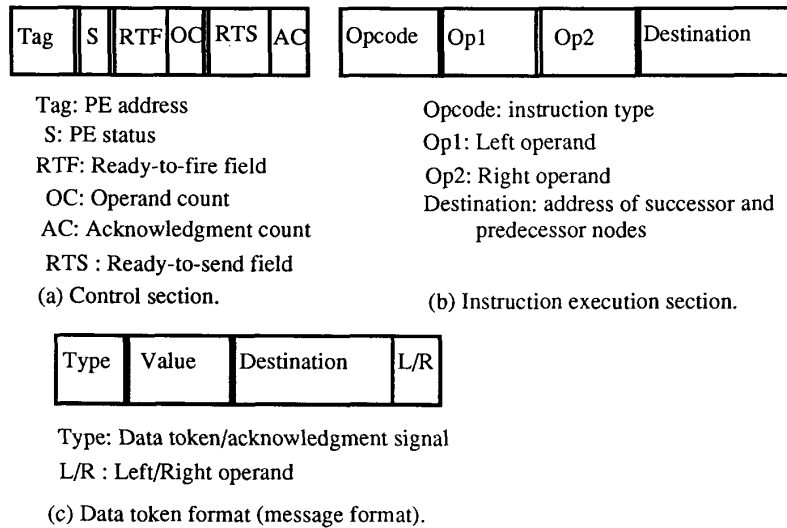 Tag S RTF OC RTS AC
Opcode Op1 Op2 Destination
Tag: PE address
S: PE status
RTF: Ready-to-fire field
OC: Operand count
AC: Acknowledgment count
RTS : Ready-to-send field
(a) Control section.
Opcode: instruction type
Op1: Left operand
Op2: Right operand
Destination: address of successor and
predecessor nodes
(b) Instruction execution section.
Type Value Destination L/R
Type: Data token/acknowledgment signal
L/R : Left/Right operand
(c) Data token format (message format).